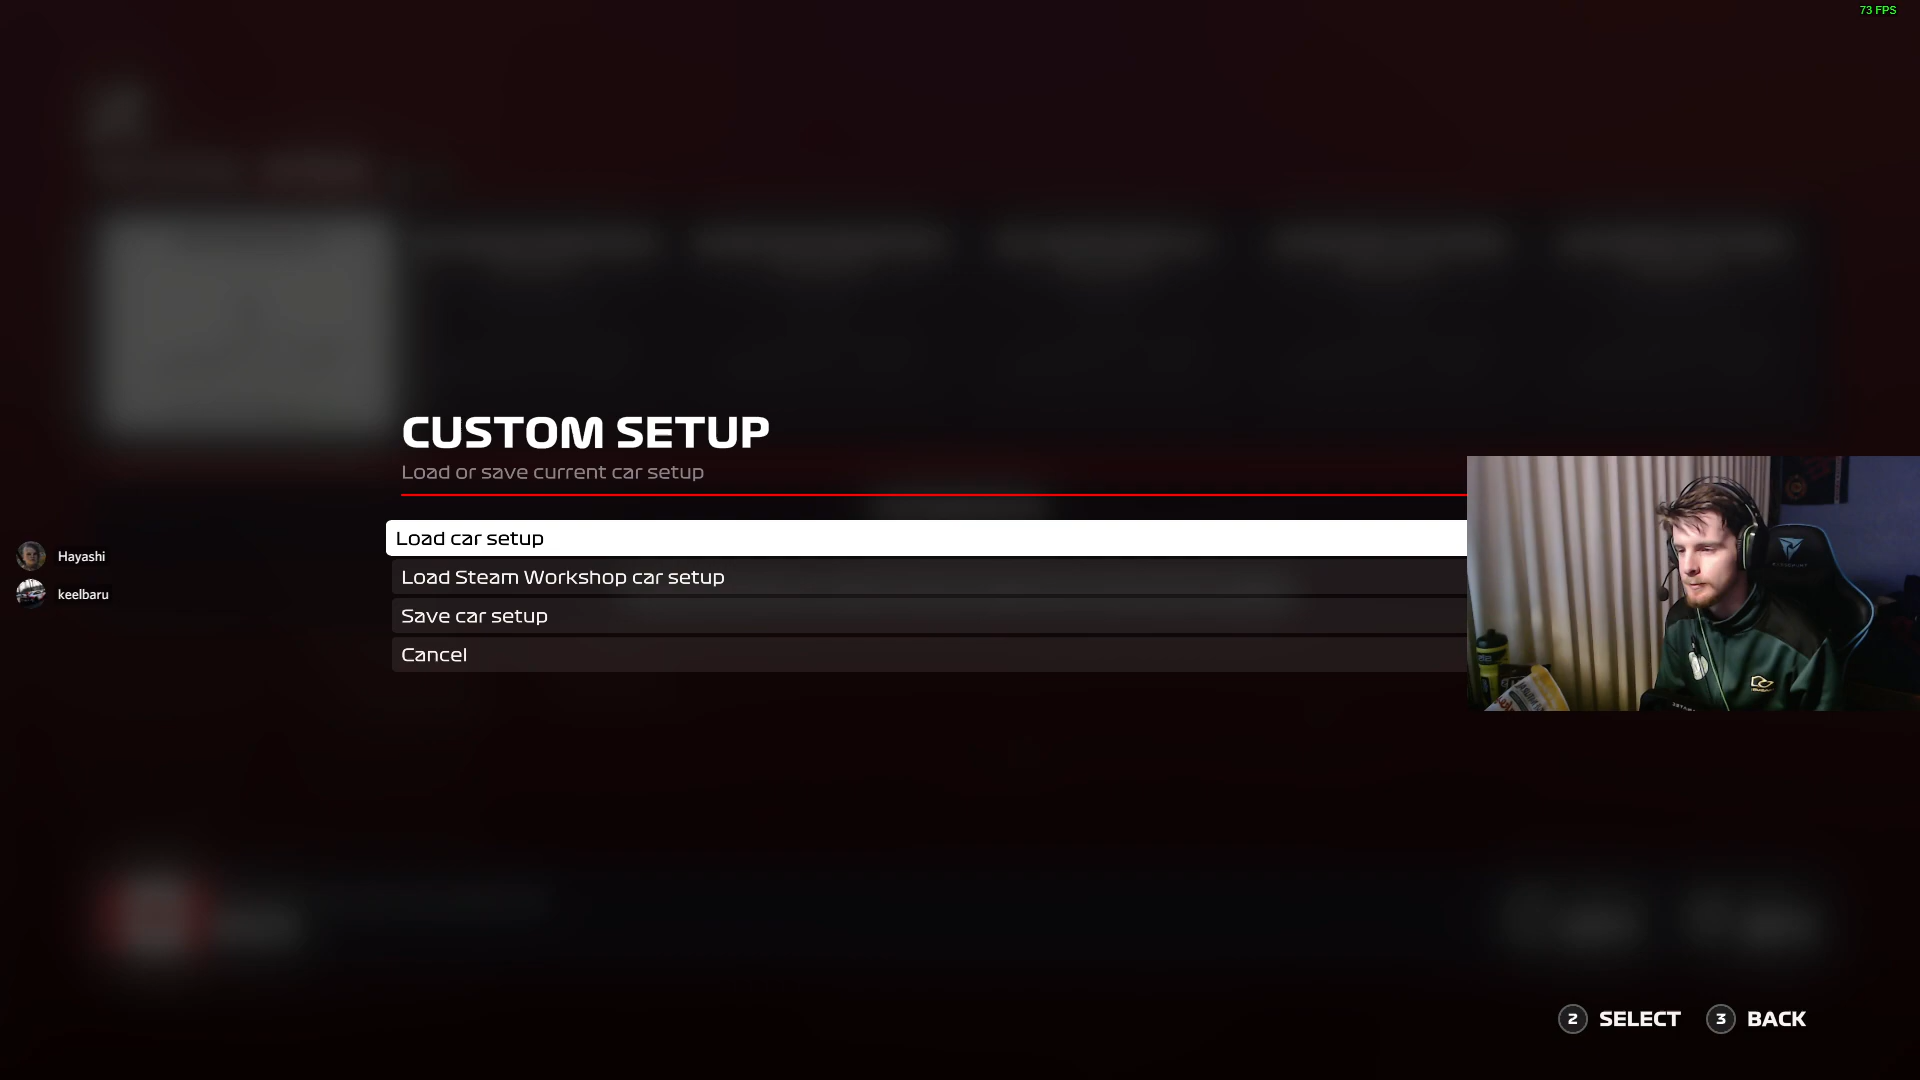 73 FPS
CUSTOM SETUP
Load or save current car setup
Load car setup
Load Steam Workshop car setup
Save car setup
Cancel
Hayashi
keelbaru
2 SELECT 3 BACK